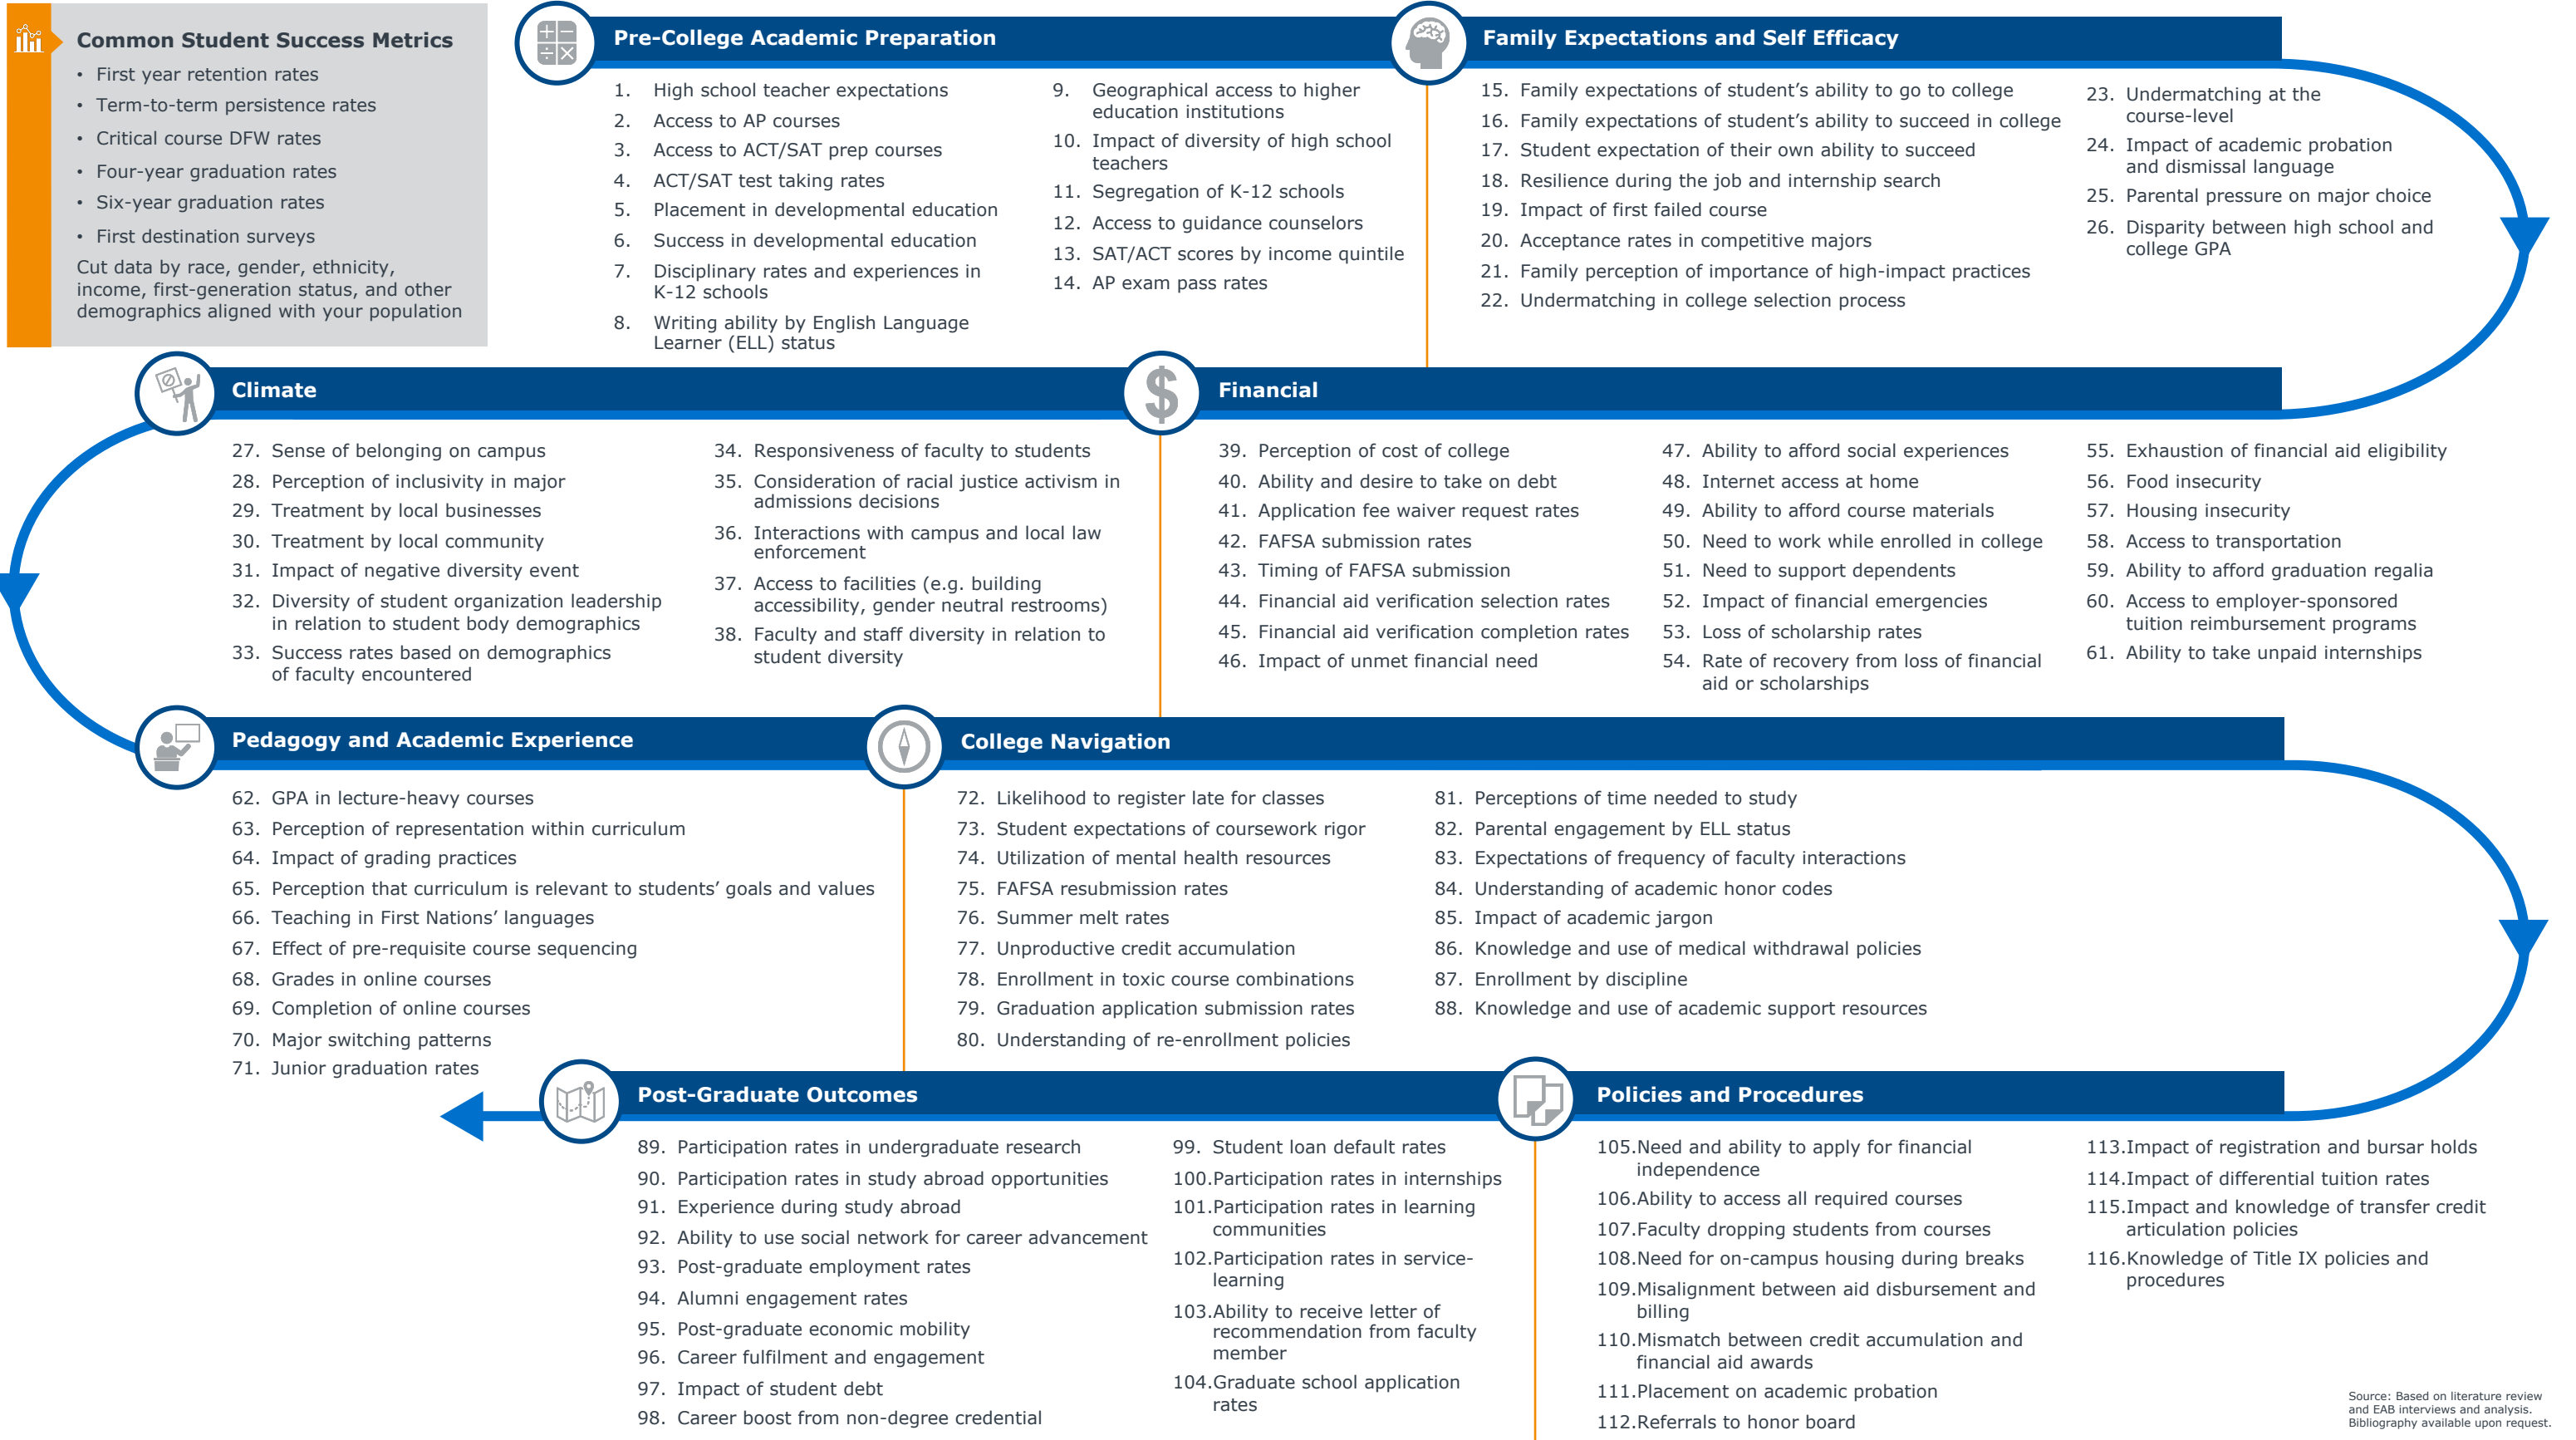 Common Student Success Metrics
• First year retention rates
• Term-to-term persistence rates
• Critical course DFW rates
• Four-year graduation rates
• Six-year graduation rates
• First destination surveys
Cut data by race, gender, ethnicity,
income, first-generation status, and other
demographics aligned with your population
Pre-College Academic Preparation
1. High school teacher expectations
2. Access to AP courses
3. Access to ACT/SAT prep courses
4. ACT/SAT test taking rates
5. Placement in developmental education
6. Success in developmental education
7. Disciplinary rates and experiences in
K-12 schools
8. Writing ability by English Language
Learner (ELL) status
9. Geographical access to higher
education institutions
10. Impact of diversity of high school
teachers
11. Segregation of K-12 schools
12. Access to guidance counselors
13. SAT/ACT scores by income quintile
14. AP exam pass rates
Family Expectations and Self Efficacy
15. Family expectations of student’s ability to go to college
16. Family expectations of student’s ability to succeed in college
17. Student expectation of their own ability to succeed
18. Resilience during the job and internship search
19. Impact of first failed course
20. Acceptance rates in competitive majors
21. Family perception of importance of high-impact practices
22. Undermatching in college selection process
23. Undermatching at the
course-level
24. Impact of academic probation
and dismissal language
25. Parental pressure on major choice
26. Disparity between high school and
college GPA
Climate
27. Sense of belonging on campus
28. Perception of inclusivity in major
29. Treatment by local businesses
30. Treatment by local community
31. Impact of negative diversity event
32. Diversity of student organization leadership
in relation to student body demographics
33. Success rates based on demographics
of faculty encountered
34. Responsiveness of faculty to students
35. Consideration of racial justice activism in
admissions decisions
36. Interactions with campus and local law
enforcement
37. Access to facilities (e.g. building
accessibility, gender neutral restrooms)
38. Faculty and staff diversity in relation to
student diversity
Financial
39. Perception of cost of college
40. Ability and desire to take on debt
41. Application fee waiver request rates
42. FAFSA submission rates
43. Timing of FAFSA submission
44. Financial aid verification selection rates
45. Financial aid verification completion rates
46. Impact of unmet financial need
47. Ability to afford social experiences
48. Internet access at home
49. Ability to afford course materials
50. Need to work while enrolled in college
51. Need to support dependents
52. Impact of financial emergencies
53. Loss of scholarship rates
54. Rate of recovery from loss of financial
aid or scholarships
55. Exhaustion of financial aid eligibility
56. Food insecurity
57. Housing insecurity
58. Access to transportation
59. Ability to afford graduation regalia
60. Access to employer-sponsored
tuition reimbursement programs
61. Ability to take unpaid internships
Pedagogy and Academic Experience
62. GPA in lecture-heavy courses
63. Perception of representation within curriculum
64. Impact of grading practices
65. Perception that curriculum is relevant to students’ goals and values
66. Teaching in First Nations’ languages
67. Effect of pre-requisite course sequencing
68. Grades in online courses
69. Completion of online courses
70. Major switching patterns
71. Junior graduation rates
College Navigation
72. Likelihood to register late for classes
73. Student expectations of coursework rigor
74. Utilization of mental health resources
75. FAFSA resubmission rates
76. Summer melt rates
77. Unproductive credit accumulation
78. Enrollment in toxic course combinations
79. Graduation application submission rates
80. Understanding of re-enrollment policies
81. Perceptions of time needed to study
82. Parental engagement by ELL status
83. Expectations of frequency of faculty interactions
84. Understanding of academic honor codes
85. Impact of academic jargon
86. Knowledge and use of medical withdrawal policies
87. Enrollment by discipline
88. Knowledge and use of academic support resources
Post-Graduate Outcomes
89. Participation rates in undergraduate research
90. Participation rates in study abroad opportunities
91. Experience during study abroad
92. Ability to use social network for career advancement
93. Post-graduate employment rates
94. Alumni engagement rates
95. Post-graduate economic mobility
96. Career fulfilment and engagement
97. Impact of student debt
98. Career boost from non-degree credential
99. Student loan default rates
100.Participation rates in internships
101.Participation rates in learning
communities
102.Participation rates in service-
learning
103.Ability to receive letter of
recommendation from faculty
member
104.Graduate school application
rates
Policies and Procedures
105.Need and ability to apply for financial
independence
106.Ability to access all required courses
107.Faculty dropping students from courses
108.Need for on-campus housing during breaks
109.Misalignment between aid disbursement and
billing
110.Mismatch between credit accumulation and
financial aid awards
111.Placement on academic probation
112.Referrals to honor board
113.Impact of registration and bursar holds
114.Impact of differential tuition rates
115.Impact and knowledge of transfer credit
articulation policies
116.Knowledge of Title IX policies and
procedures
Source: Based on literature review
and EAB interviews and analysis.
Bibliography available upon request.